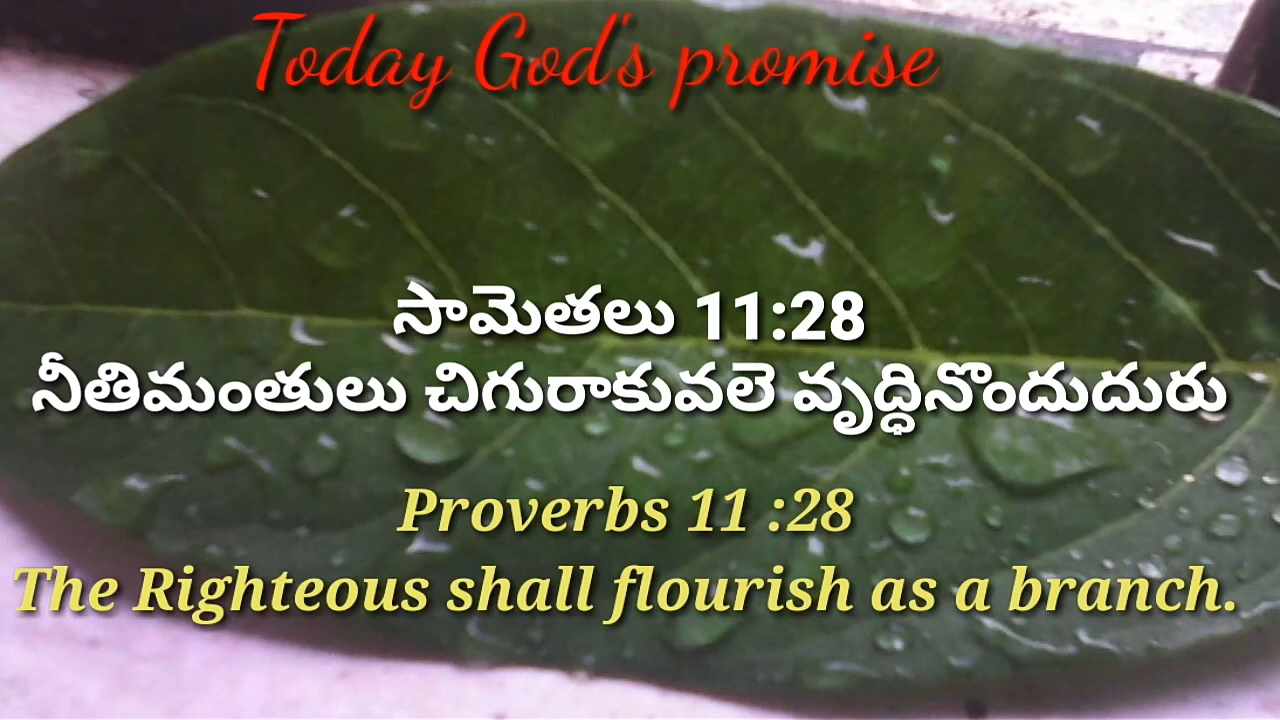 Today God's promise
సామెతలు 11:28
నీతిమంతులు చిగురాకువలె వృద్ధినొందుదురు
Proverbs 11 :28
The Righteous shall flourish as a branch.